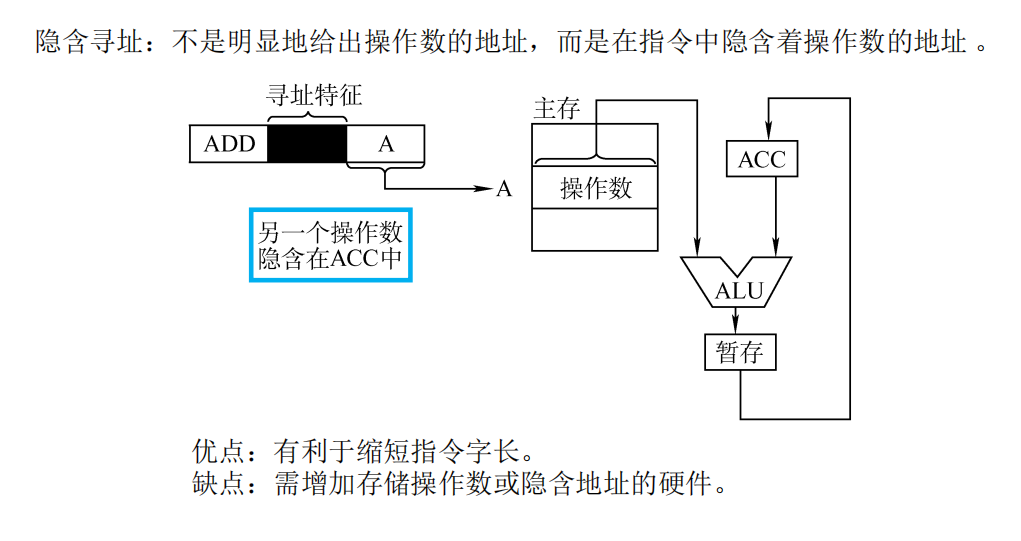 隐含寻址：不是明显地给出操作数的地址，而是在指令中隐含着操作数的地址 。
寻址特征
ADD
A
A
另一个操作数
隐含在ACC中
主存
操作数
ACC
ALU
暂存
优点：有利于缩短指令字长。
缺点：需增加存储操作数或隐含地址的硬件。